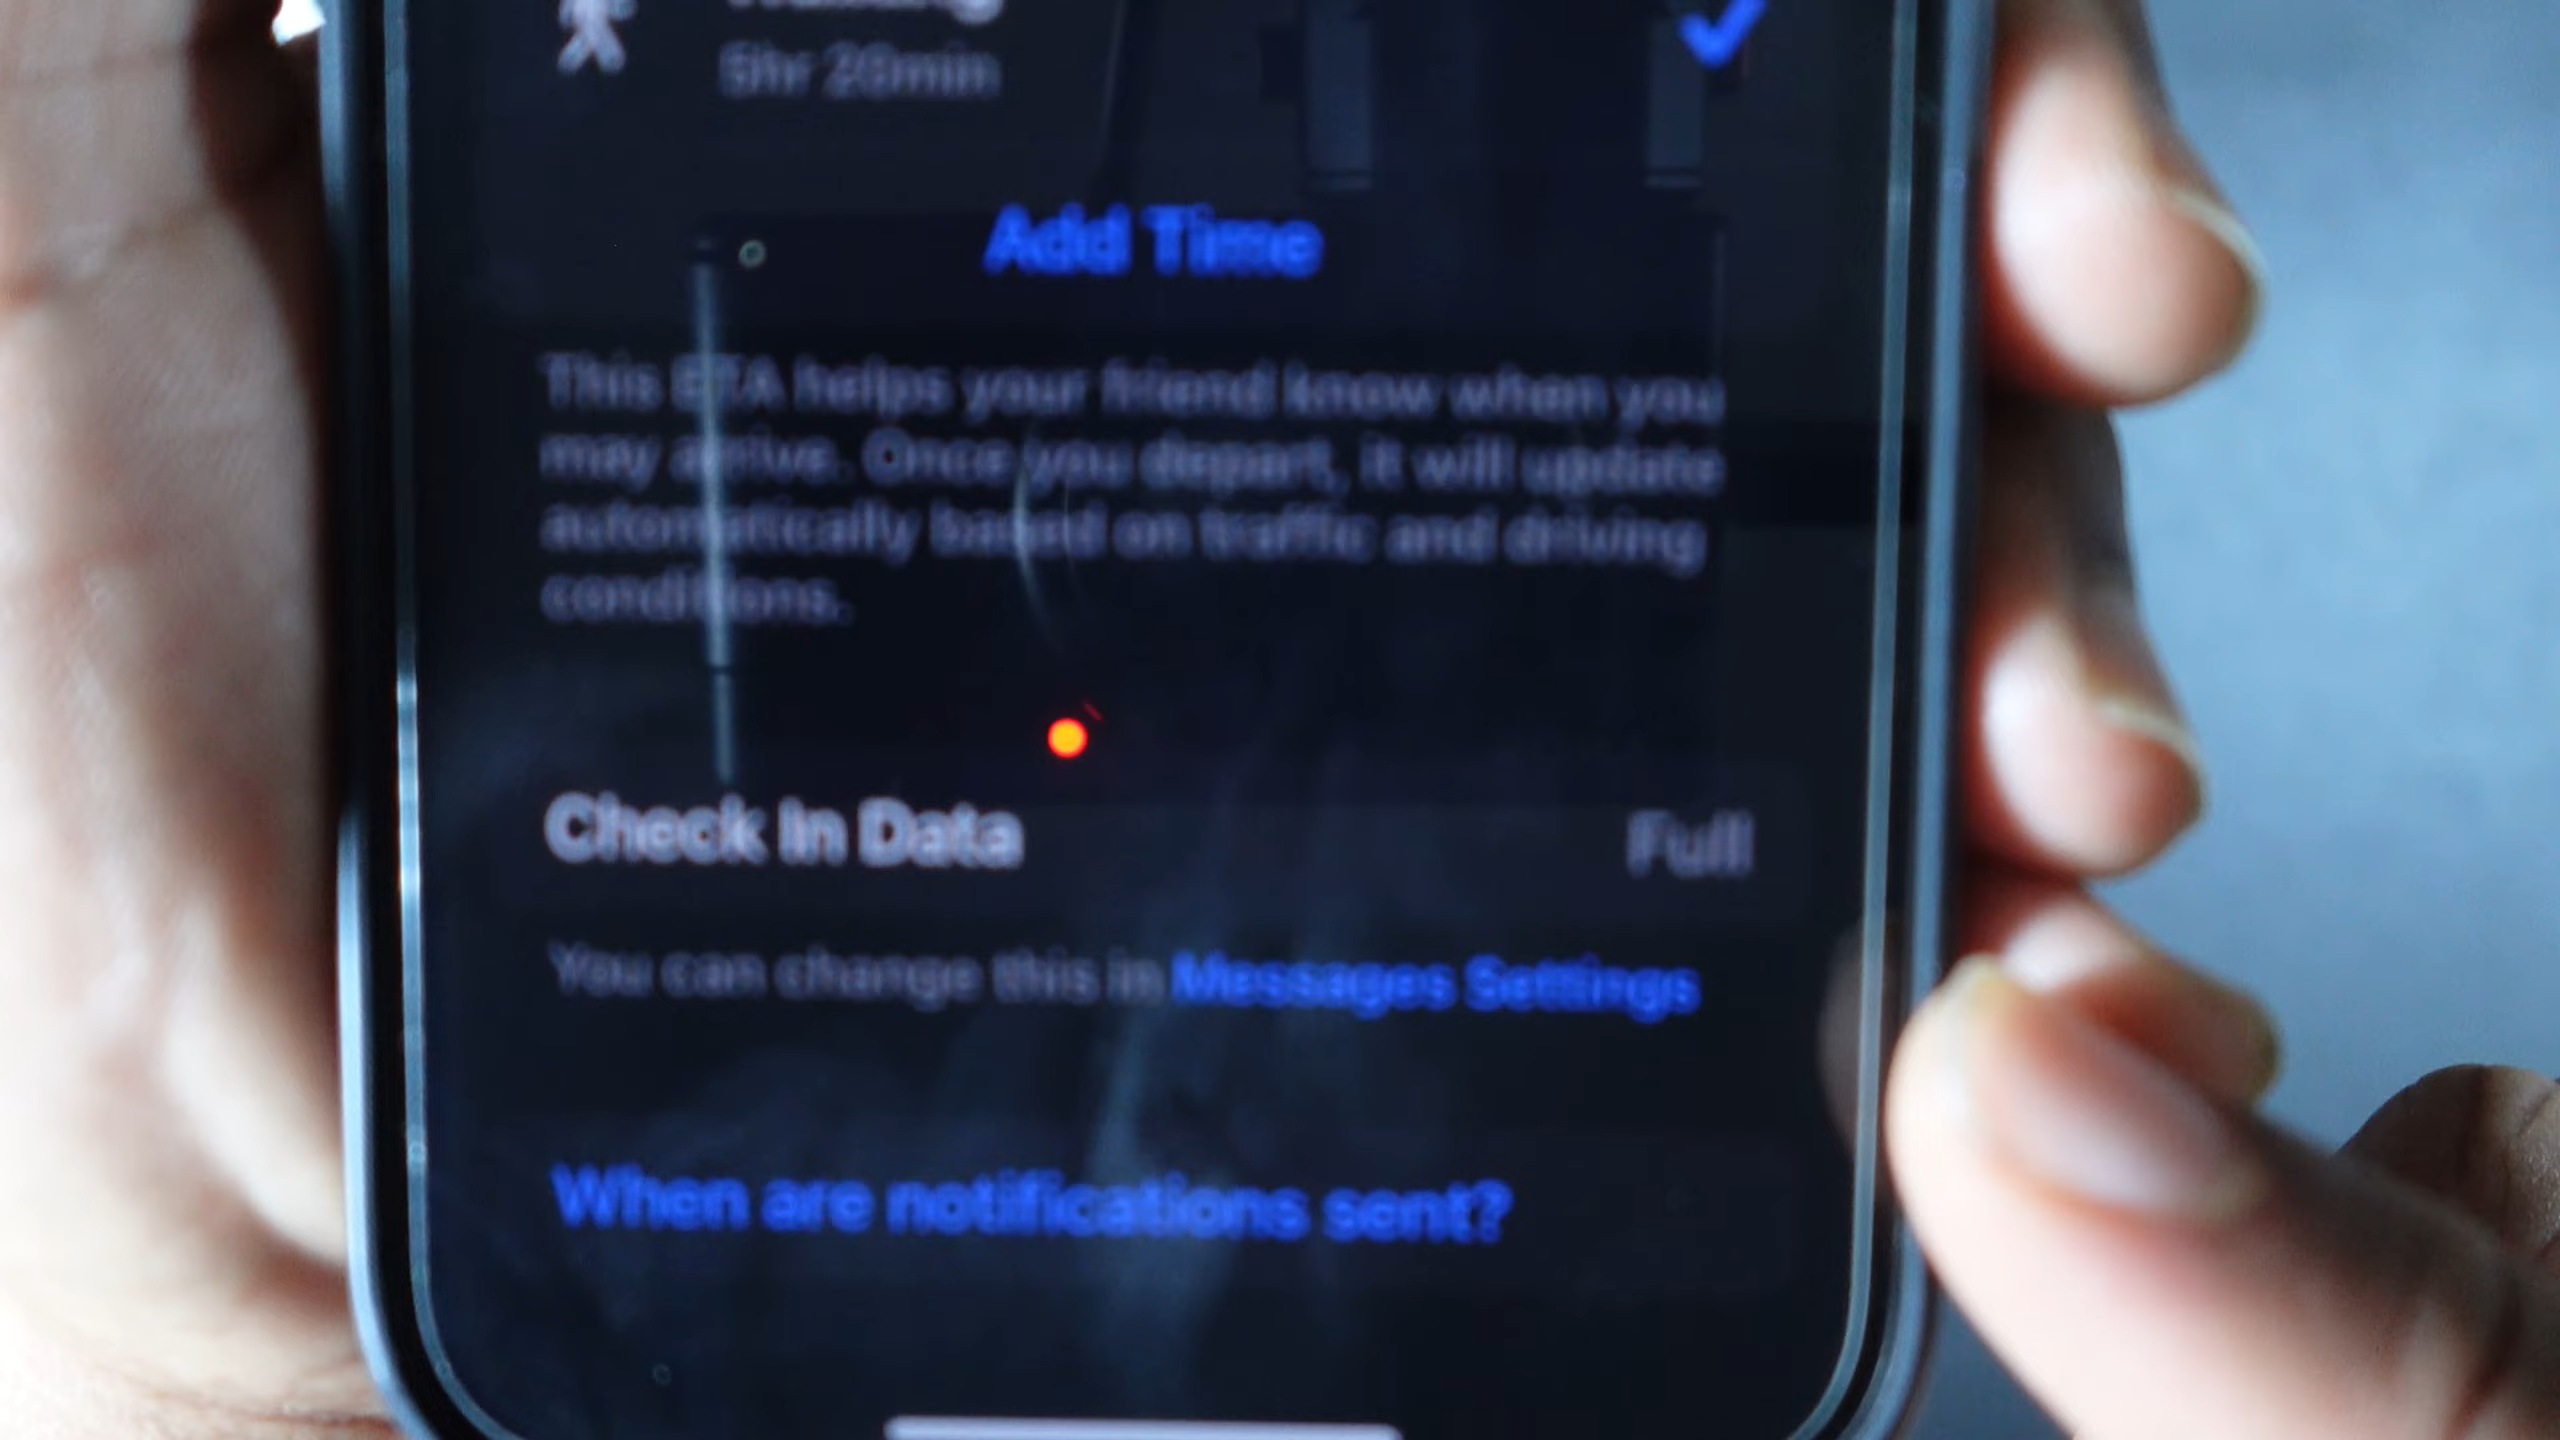 Walking
5hr 20min
Add Time
This ETA helps your friend know when you
may arrive. Once you depart, it will update
automatically based on traffic and driving
conditions.
Check In Data Full
You can change this in Messages Settings
When are notifications sent?